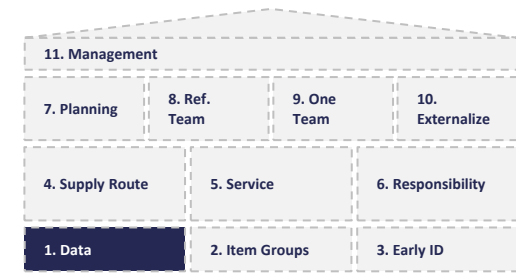 11. Management
7. Planning
8. Ref.
Team
9. One
Team
10.
Externalize
4. Supply Route
5. Service
6. Responsibility
1. Data
2. Item Groups
3. Early ID